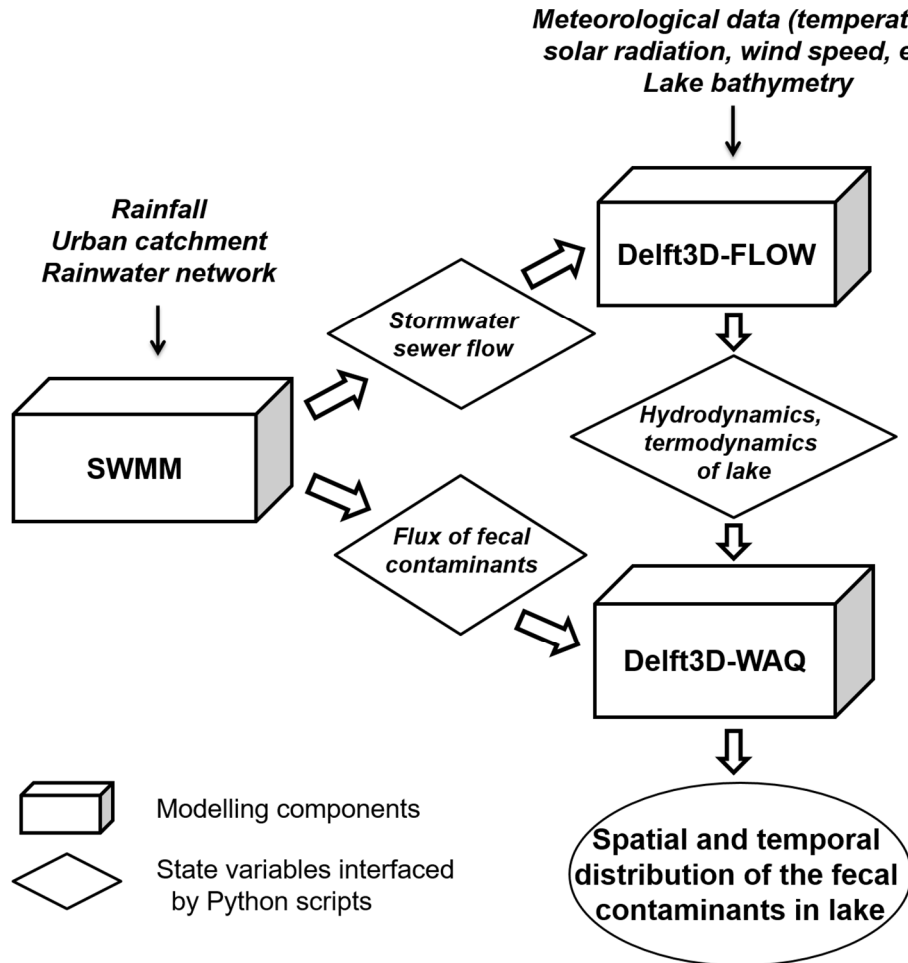 Meteorological data (temperat
solar radiation, wind speed, e
Lake bathymetry
Rainfall
Urban catchment
Rainwater network
Delft3D-FLOW
Stormwater
sewer flow
SWMM
Hydrodynamics,
termodynamics
of lake
Flux of fecal
contaminants
Delft3D-WAQ
Modelling components
State variables interfaced
by Python scripts
Spatial and temporal
distribution of the fecal
contaminants in lake